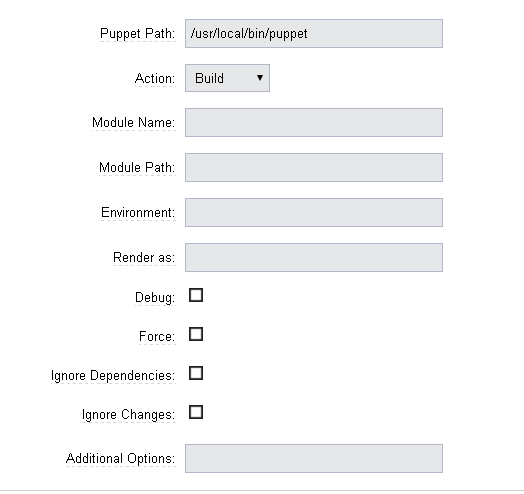 Puppet Path: /usr/local/bin/puppet
Action: Build
Module Name:
Module Path:
Environment:
Render as:
Debug:
Force:
Ignore Dependencies:
Ignore Changes:
Additional Options: